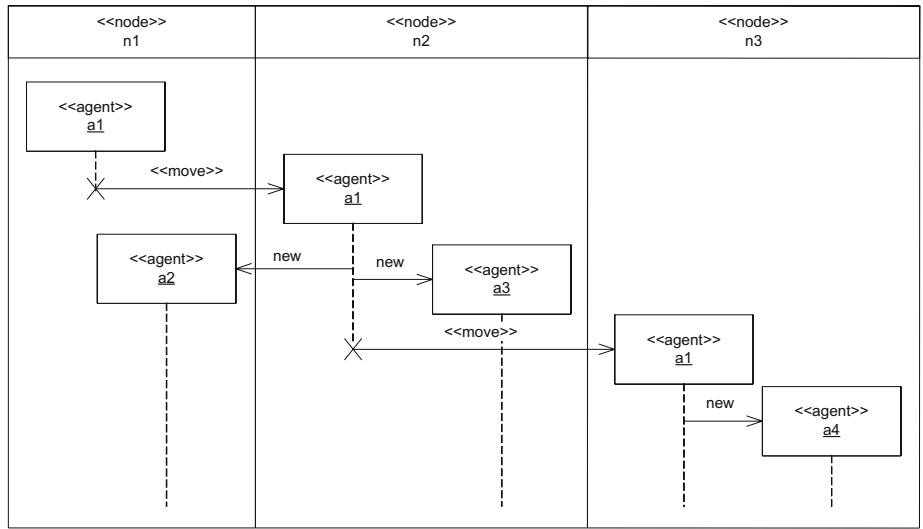 <<node>>
n1
<<node>>
n2
<<node>>
n3
<<agent>>
a1
<<move>>
<<agent>>
a1
<<agent>>
a2
new
new
<<agent>>
a3
<<move>>
<<agent>>
a1
new
<<agent>>
a4